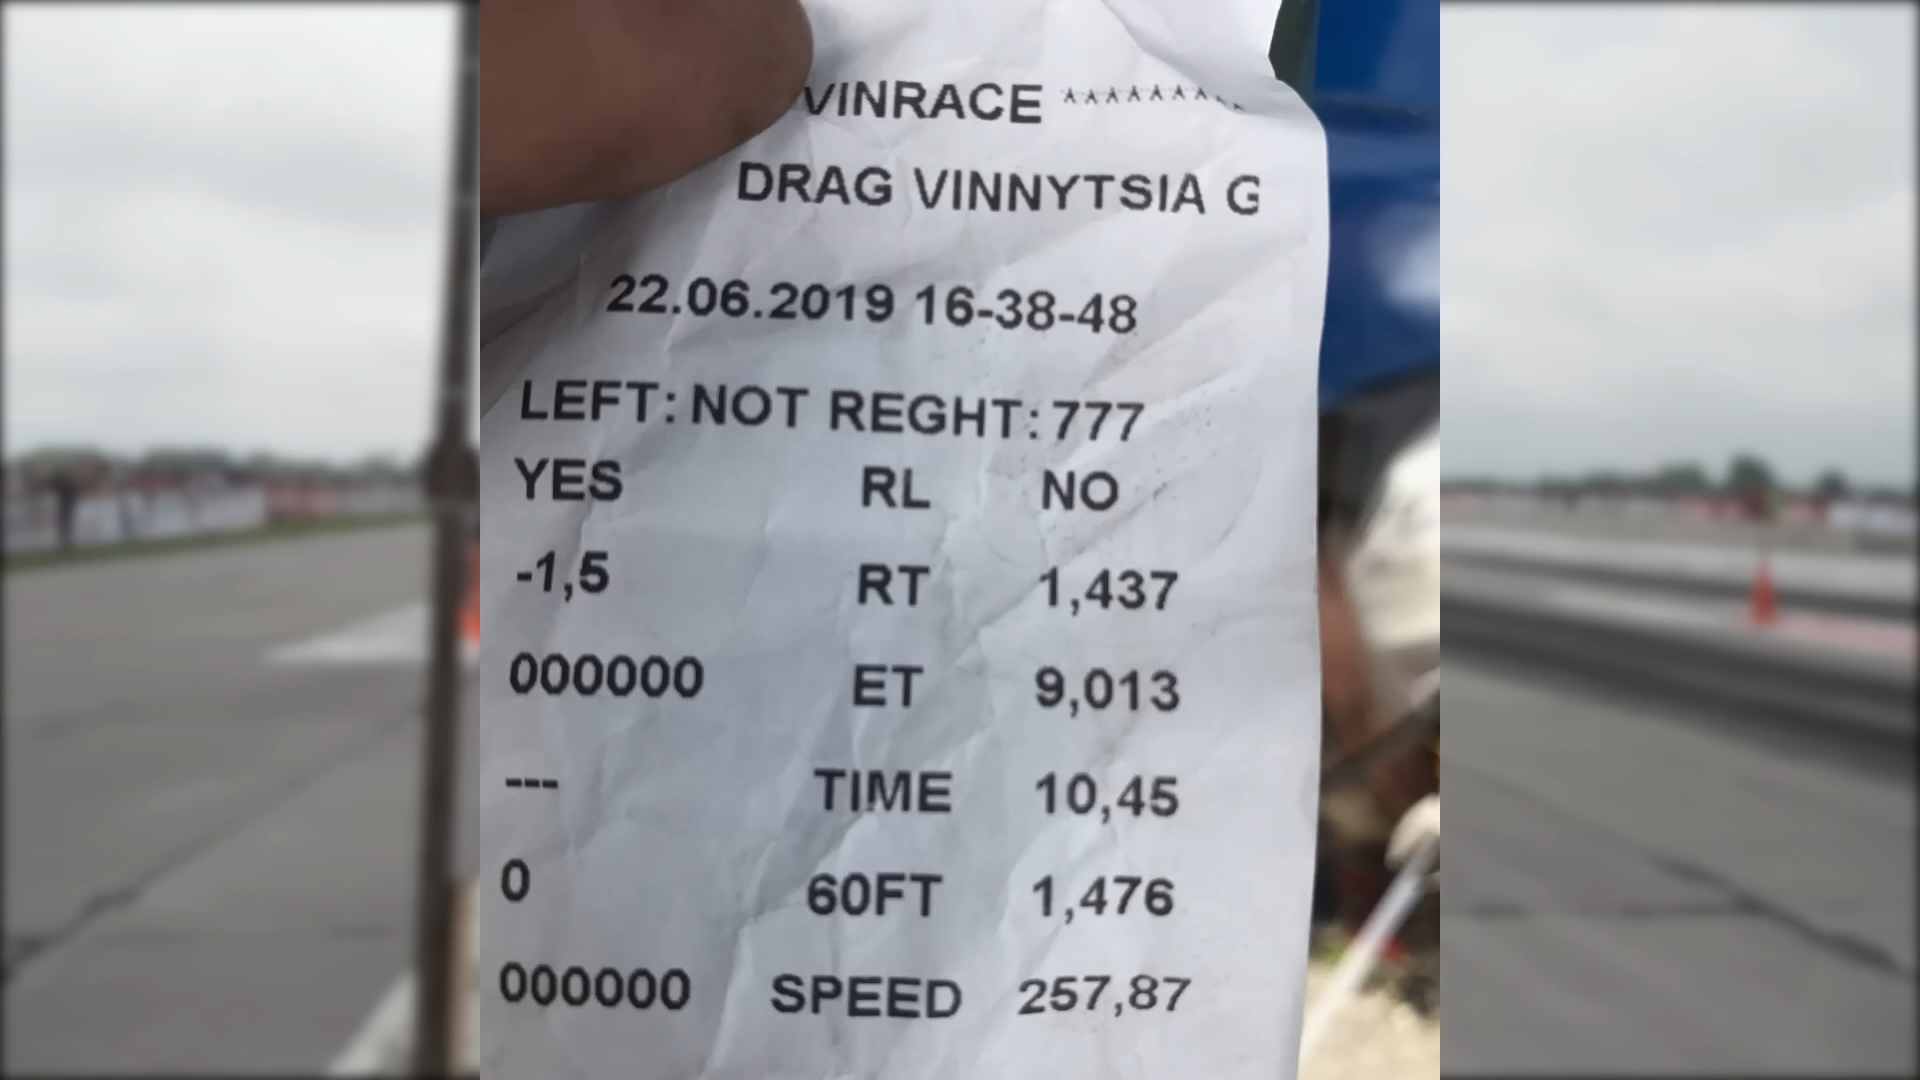 VINRACE ********
DRAG VINNYTSIA G
22.06.2019 16-38-48
LEFT: NOT REGHT: 777
YES RL NO
-1,5 RT 1,437
000000 ET 9,013
--- TIME 10,45
0 60FT 1,476
000000 SPEED 257,87